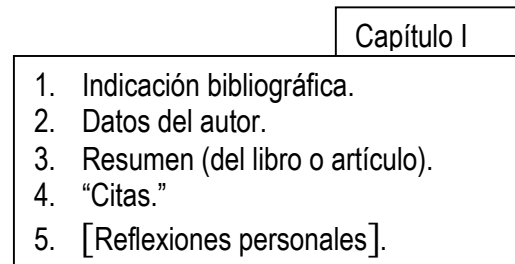 Capítulo I
1. Indicación bibliográfica.
2. Datos del autor.
3. Resumen (del libro o artículo).
4. “Citas.”
5. [Reflexiones personales].